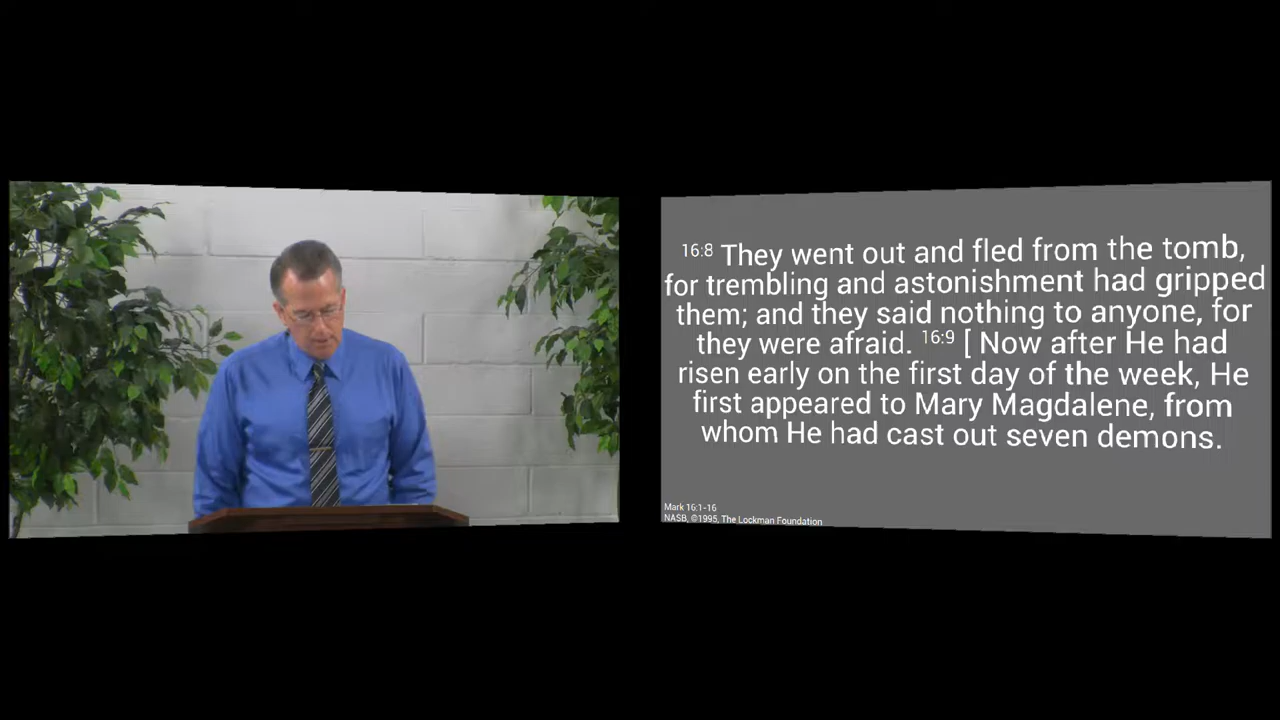 16:8 They went out and fled from the tomb,
for trembling and astonishment had gripped
them; and they said nothing to anyone, for
they were afraid. 16:9 [ Now after He had
risen early on the first day of the week, He
first appeared to Mary Magdalene, from
whom He had cast out seven demons.
Mark 16:1-16
NASB, ©1995, The Lockman Foundation